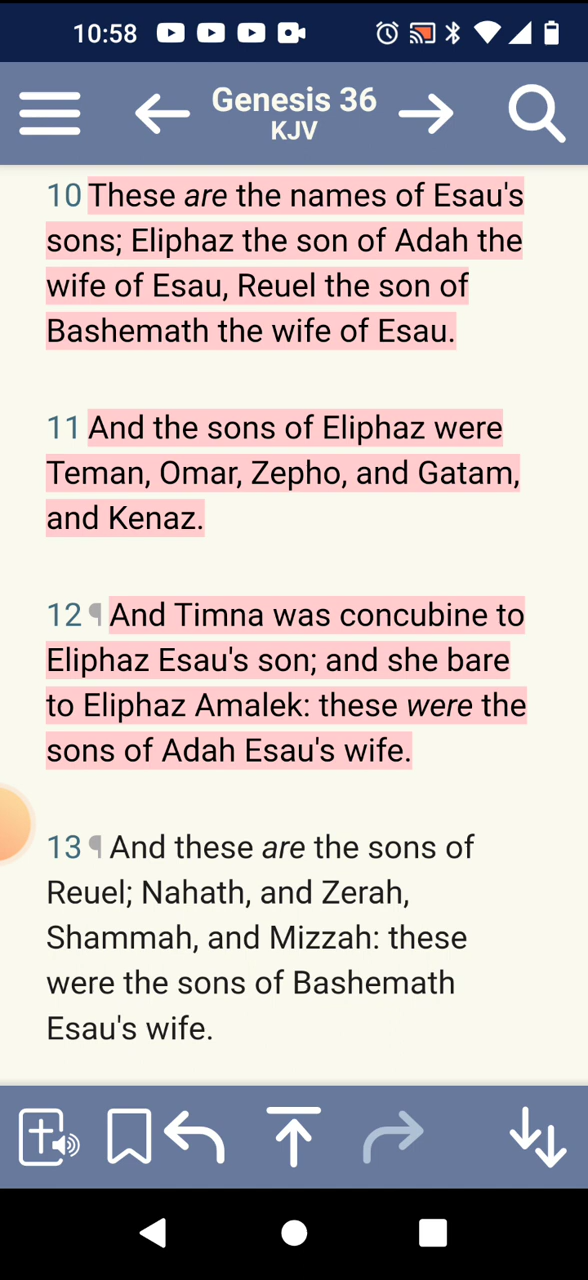 10:58
Genesis 36
KJV
10 These are the names of Esau's
sons; Eliphaz the son of Adah the
wife of Esau, Reuel the son of
Bashemath the wife of Esau.
11 And the sons of Eliphaz were
Teman, Omar, Zepho, and Gatam,
and Kenaz.
12 ¶ And Timna was concubine to
Eliphaz Esau's son; and she bare
to Eliphaz Amalek: these were the
sons of Adah Esau's wife.
13 ¶ And these are the sons of
Reuel; Nahath, and Zerah,
Shammah, and Mizzah: these
were the sons of Bashemath
Esau's wife.